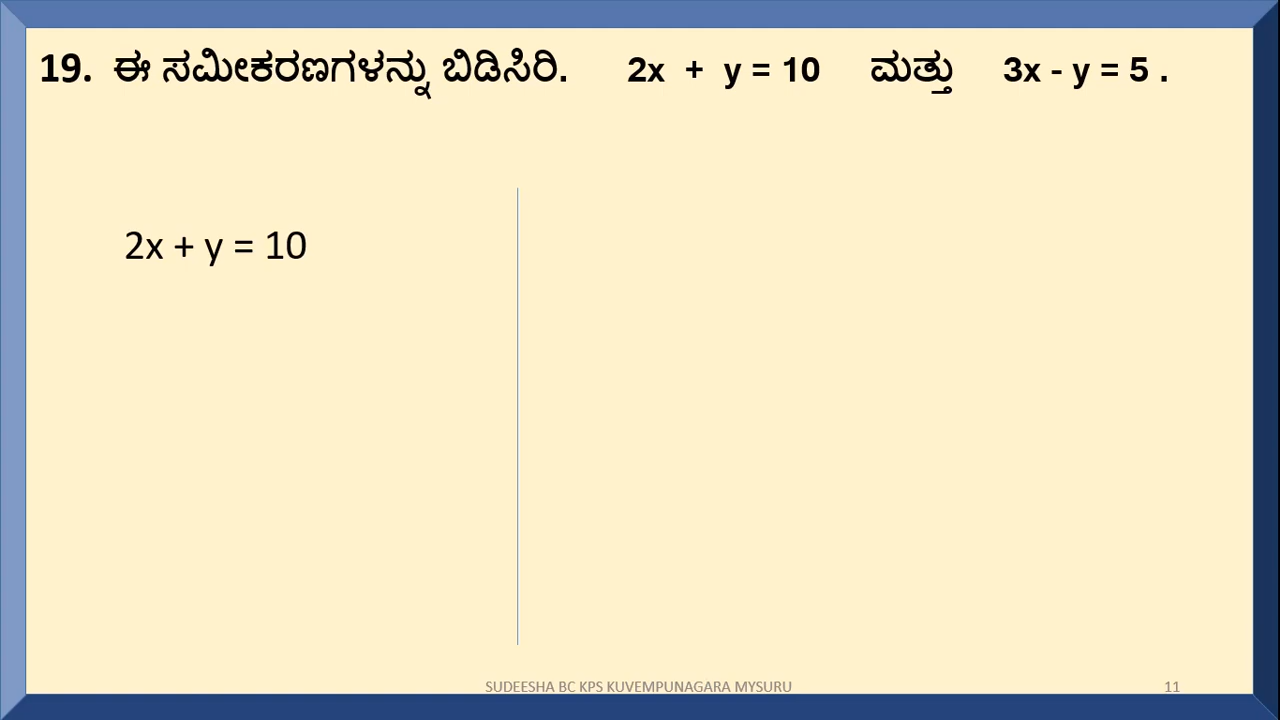 19. ಈ ಸಮೀಕರಣಗಳನ್ನು ಬಿಡಿಸಿರಿ. 2x + y = 10 ಮತ್ತು 3x - y = 5 .
2x + y = 10
SUDEESHA BC KPS KUVEMPUNAGARA MYSURU 11